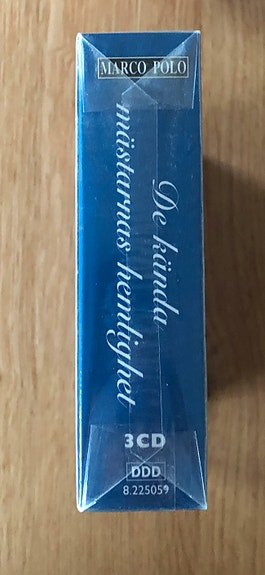 MARCO POLO
De kända
mästarnas hemlighet
3CD
DDD
8.225059